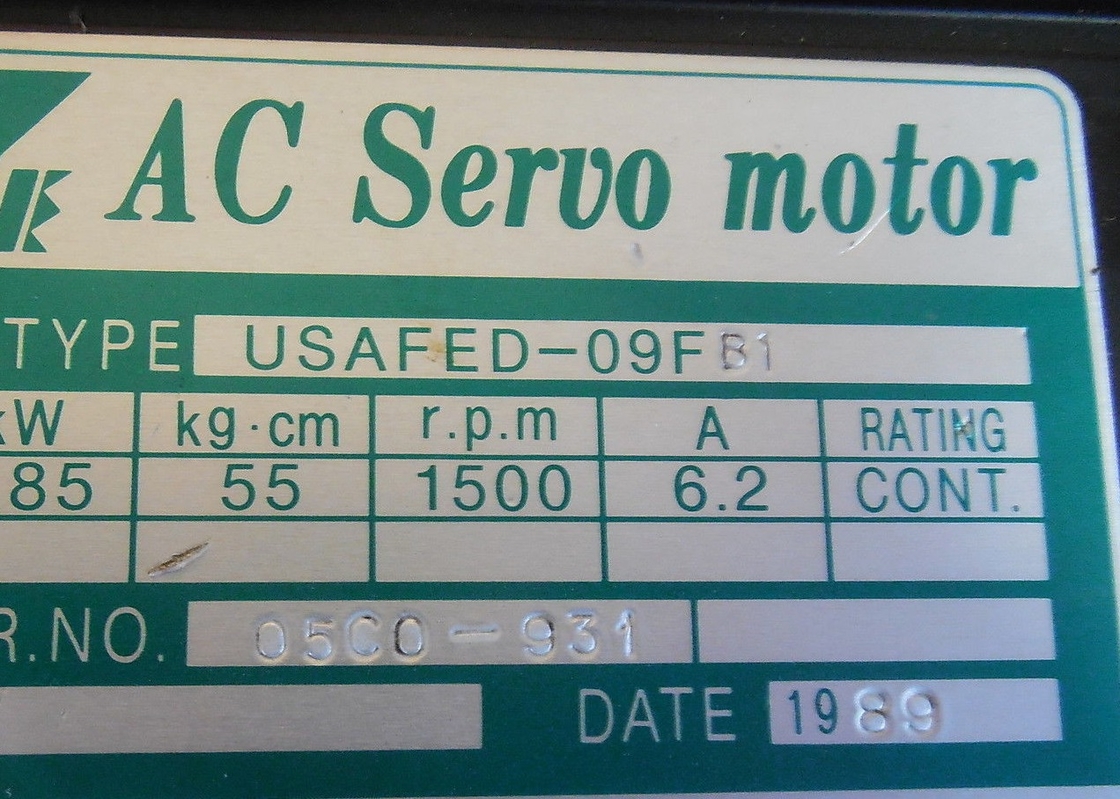 AC Servo motor
TYPE USAFED-09FB1
kW kg·cm r.p.m A RATING
85 55 1500 6.2 CONT.
R.NO. 05C0-931
DATE 1989